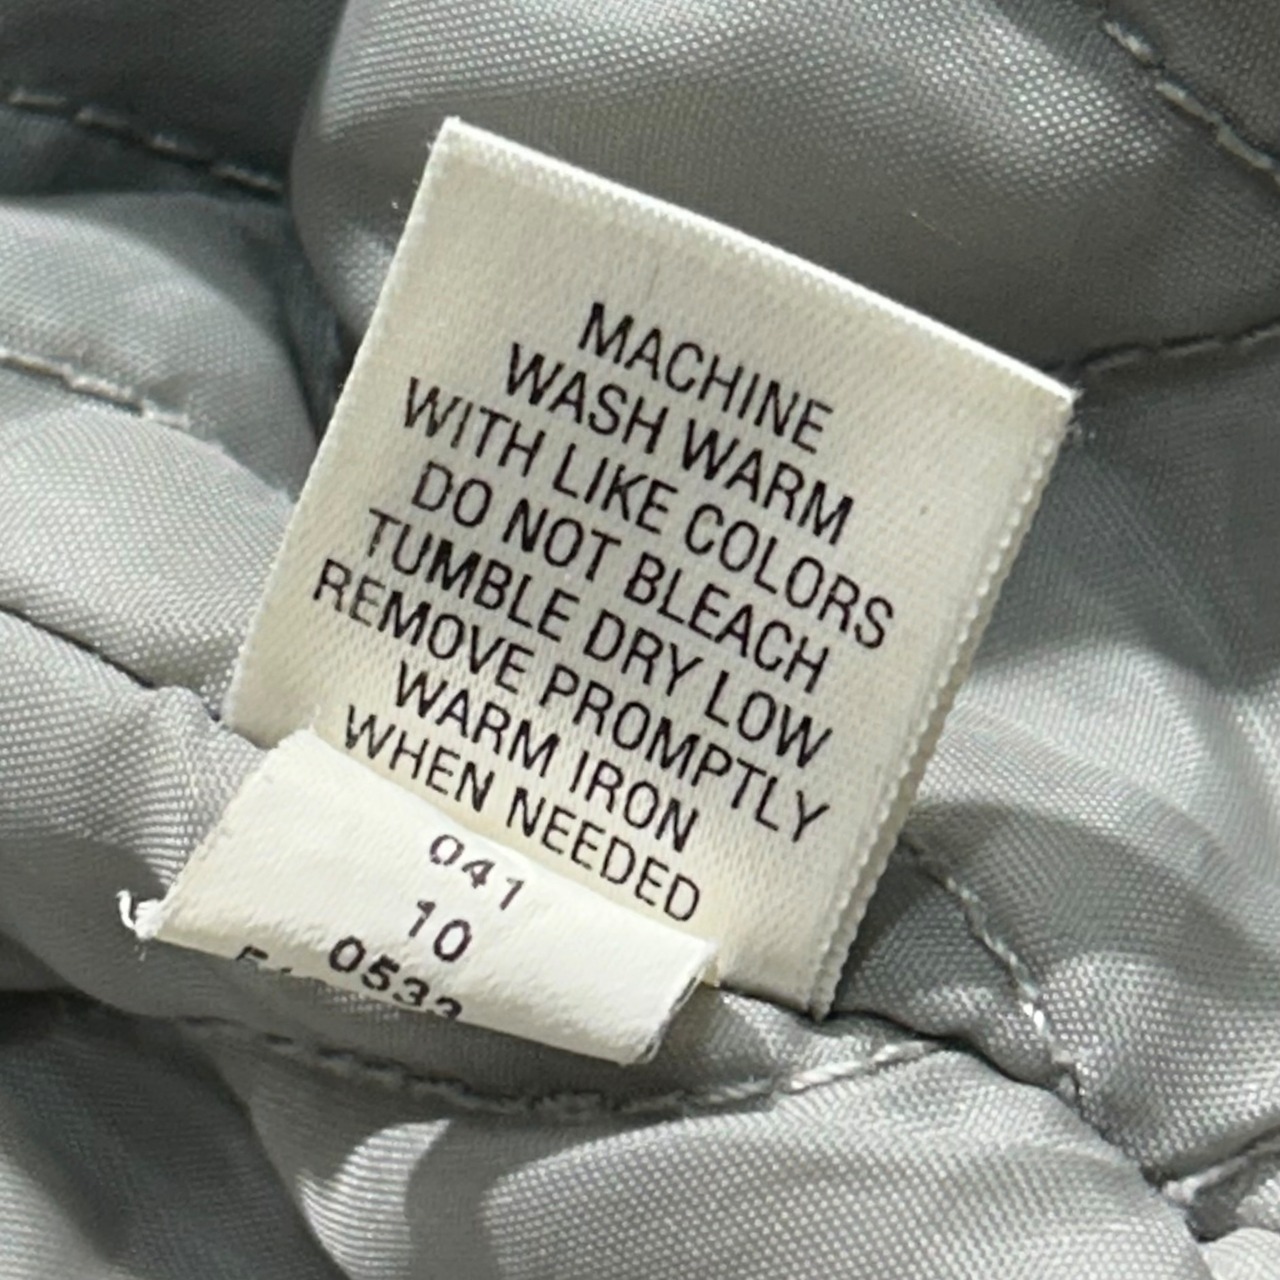 MACHINE
WASH WARM
WITH LIKE COLORS
DO NOT BLEACH
TUMBLE DRY LOW
REMOVE PROMPTLY
WARM IRON
WHEN NEEDED
041
10
0533